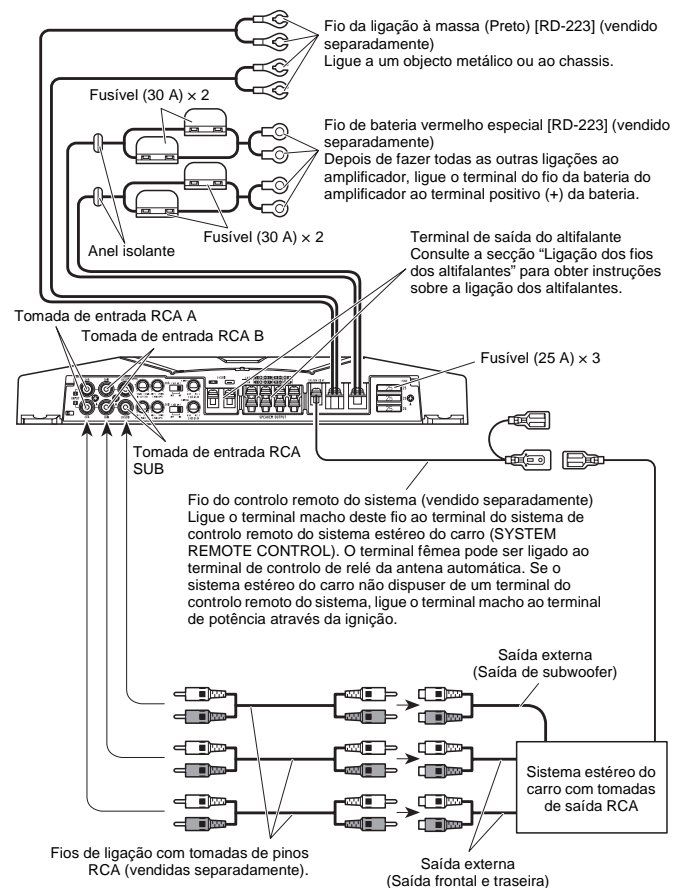 Fio da ligação à massa (Preto) [RD-223] (vendido
separadamente)
Ligue a um objecto metálico ou ao chassis.
Fusível (30 A) × 2
Fio de bateria vermelho especial [RD-223] (vendido
separadamente)
Depois de fazer todas as outras ligações ao
amplificador, ligue o terminal do fio da bateria do
amplificador ao terminal positivo (+) da bateria.
Fusível (30 A) × 2
Anel isolante
Terminal de saída do altifalante
Consulte a secção “Ligação dos fios
dos altifalantes” para obter instruções
sobre a ligação dos altifalantes.
Tomada de entrada RCA A
Tomada de entrada RCA B
Fusível (25 A) × 3
SPEAKER OUTPUT
Tomada de entrada RCA
SUB
Fio do controlo remoto do sistema (vendido separadamente)
Ligue o terminal macho deste fio ao terminal do sistema de
controlo remoto do sistema estéreo do carro (SYSTEM
REMOTE CONTROL). O terminal fêmea pode ser ligado ao
terminal de controlo de relé da antena automática. Se o
sistema estéreo do carro não dispuser de um terminal do
controlo remoto do sistema, ligue o terminal macho ao terminal
de potência através da ignição.
Saída externa
(Saída de subwoofer)
Sistema estéreo do
carro com tomadas
de saída RCA
Fios de ligação com tomadas de pinos
RCA (vendidas separadamente).
Saída externa
(Saída frontal e traseira)